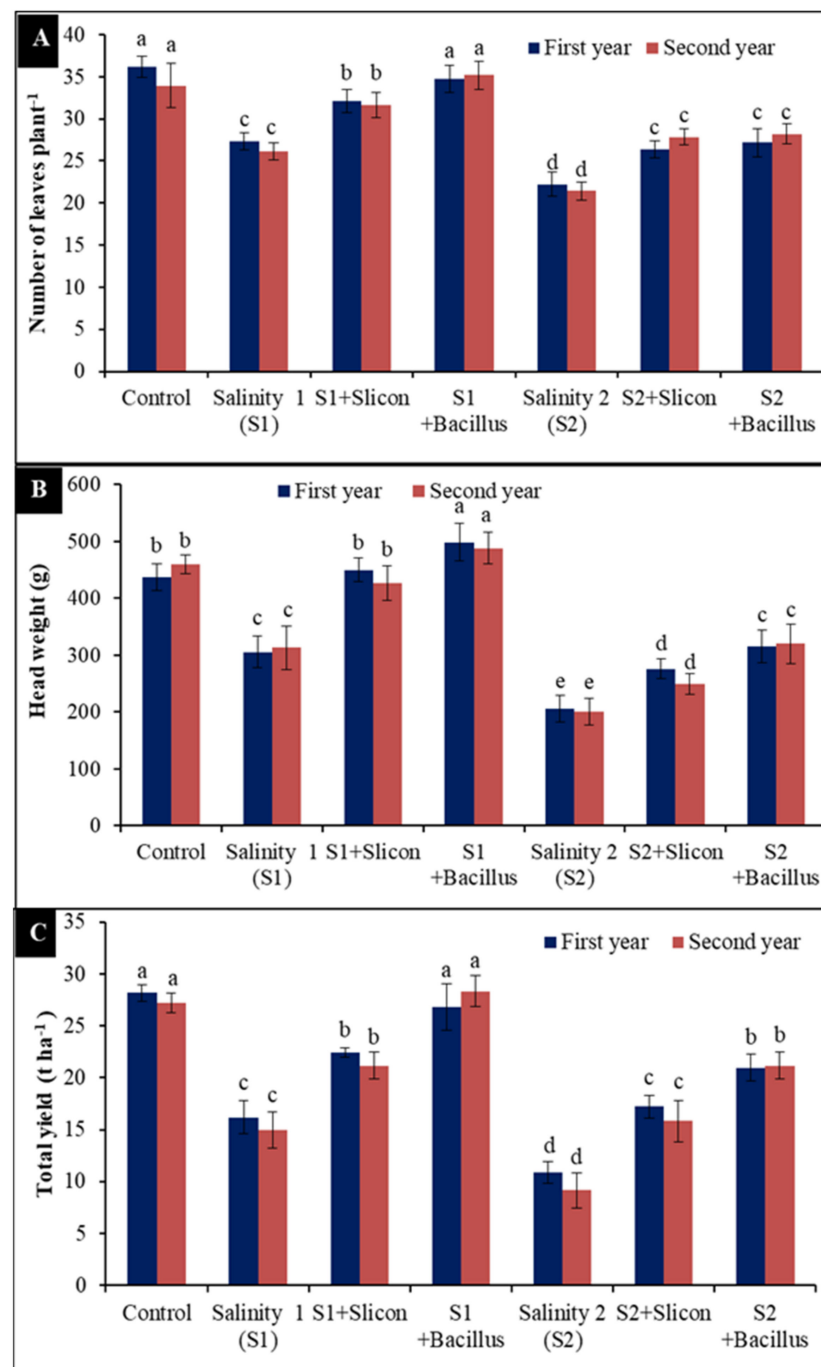 A
First year Second year
Number of leaves plant⁻¹
40
35
30
25
20
15
10
5
0
a a c c b b a a d d c c c c
Control Salinity 1 S1+Slicon S1 Salinity 2 S2+Slicon S2
(S1) +Bacillus (S2) +Bacillus
B
First year Second year
Head weight (g)
600
500
400
300
200
100
0
b b c c b b a a e e d d c c
Control Salinity 1 S1+Slicon S1 Salinity 2 S2+Slicon S2
(S1) +Bacillus (S2) +Bacillus
C
First year Second year
Total yield (t ha⁻¹)
35
30
25
20
15
10
5
0
a a c c b b a a d d c c b b
Control Salinity 1 S1+Slicon S1 Salinity 2 S2+Slicon S2
(S1) +Bacillus (S2) +Bacillus